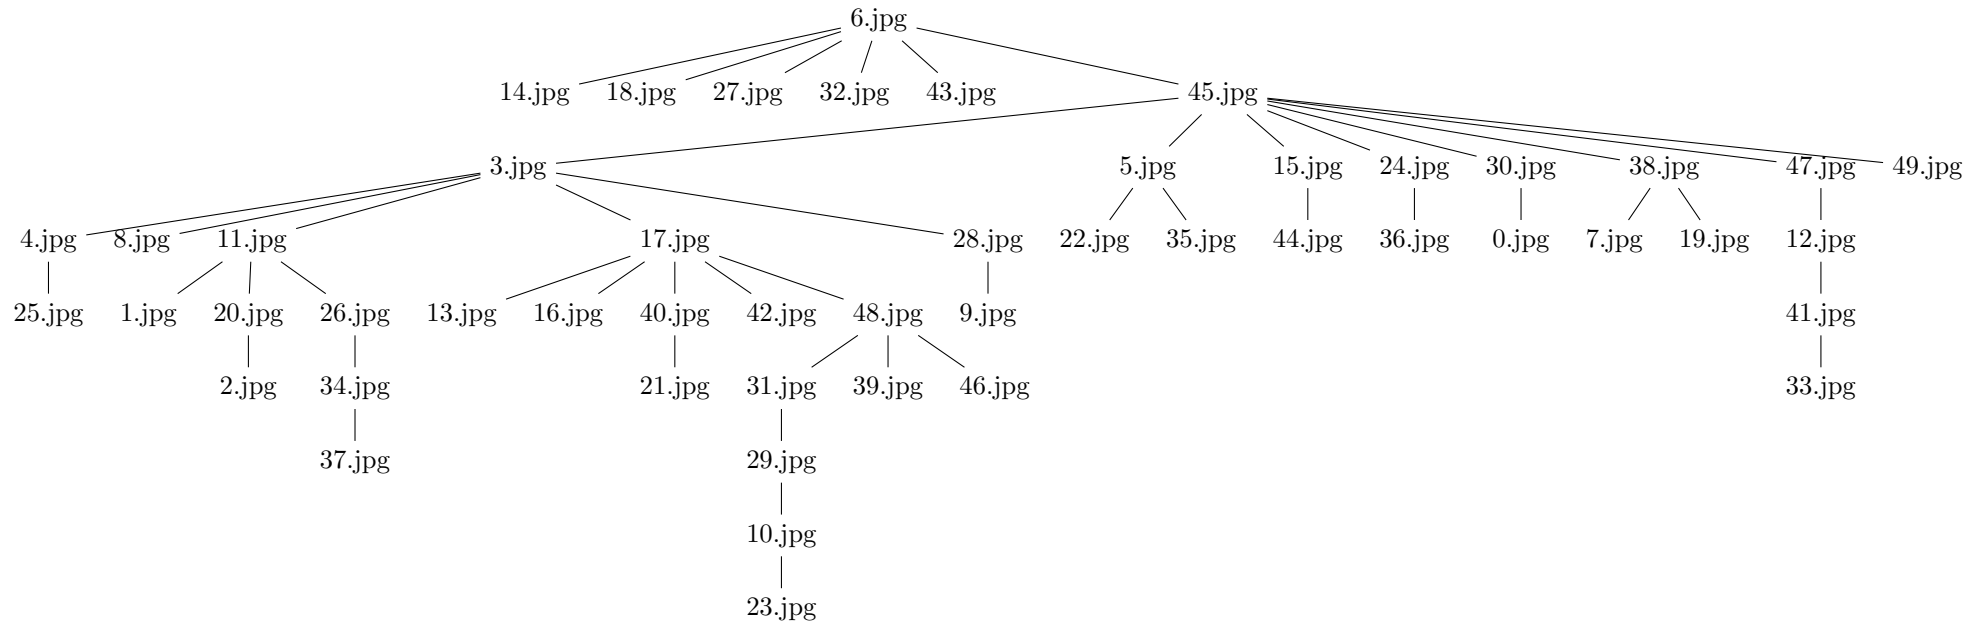 6.jpg
14.jpg 18.jpg 27.jpg 32.jpg 43.jpg 45.jpg
3.jpg 5.jpg 15.jpg 24.jpg 30.jpg 38.jpg 47.jpg 49.jpg
4.jpg 8.jpg 11.jpg 17.jpg 28.jpg 22.jpg 35.jpg 44.jpg 36.jpg 0.jpg 7.jpg 19.jpg 12.jpg
25.jpg 1.jpg 20.jpg 26.jpg 13.jpg 16.jpg 40.jpg 42.jpg 48.jpg 9.jpg 41.jpg
2.jpg 34.jpg 21.jpg 31.jpg 39.jpg 46.jpg 33.jpg
37.jpg 29.jpg
10.jpg
23.jpg